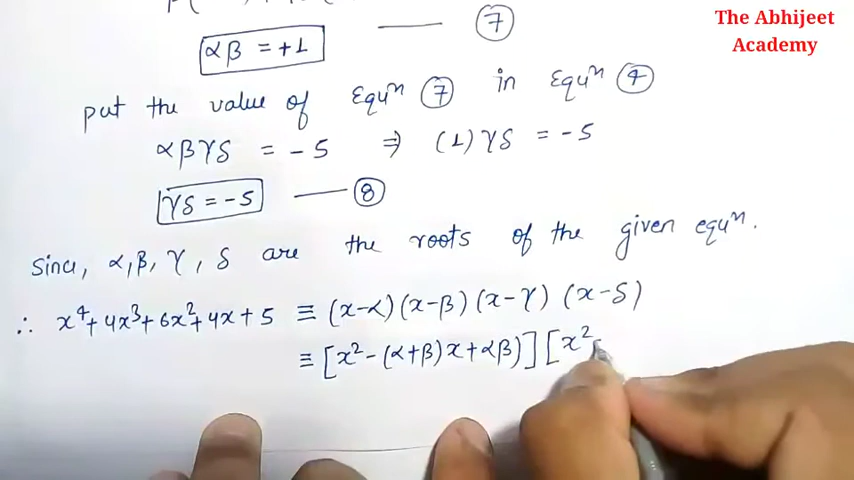 The Abhijeet
Academy
αβ = +1 —— ⑦
put the value of Equⁿ ⑦ in Equⁿ ④
αβγδ = -5 ⇒ (1)γδ = -5
γδ = -5 —— ⑧
Since, α,β, γ, δ are the roots of the given equⁿ.
∴ x⁴+4x³+6x²+4x+5 ≡ (x-α)(x-β)(x-γ)(x-δ)
≡ [x²-(α+β)x+αβ)][x²